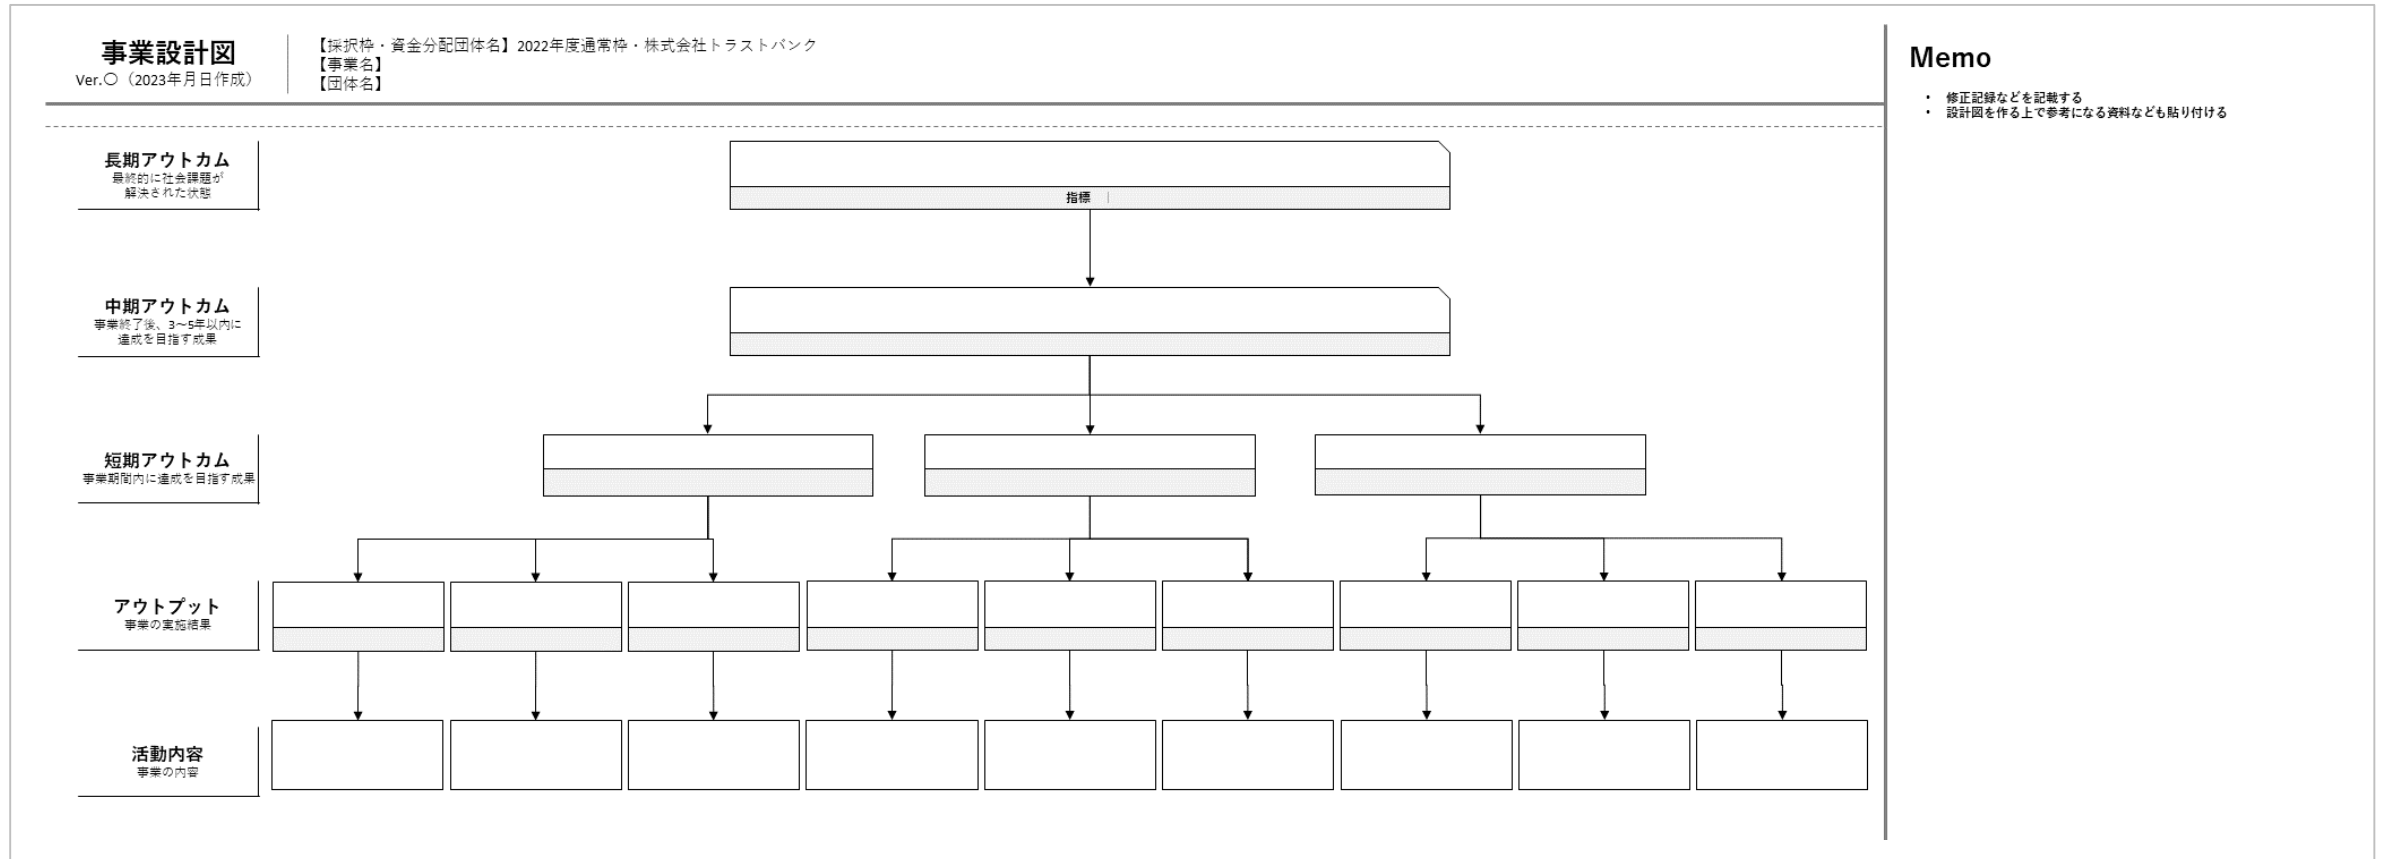 事業設計図
Ver.〇（2023年月日作成）
【採択枠・資金分配団体名】2022年度通常枠・株式会社トラストバンク
【事業名】
【団体名】
Memo
• 修正記録などを記載する
• 設計図を作る上で参考になる資料なども貼り付ける
長期アウトカム
最終的に社会課題が
解決された状態
指標 |
中期アウトカム
事業終了後、3～5年以内に
達成を目指す成果
短期アウトカム
事業期間内に達成を目指す成果
アウトプット
事業の実施結果
活動内容
事業の内容